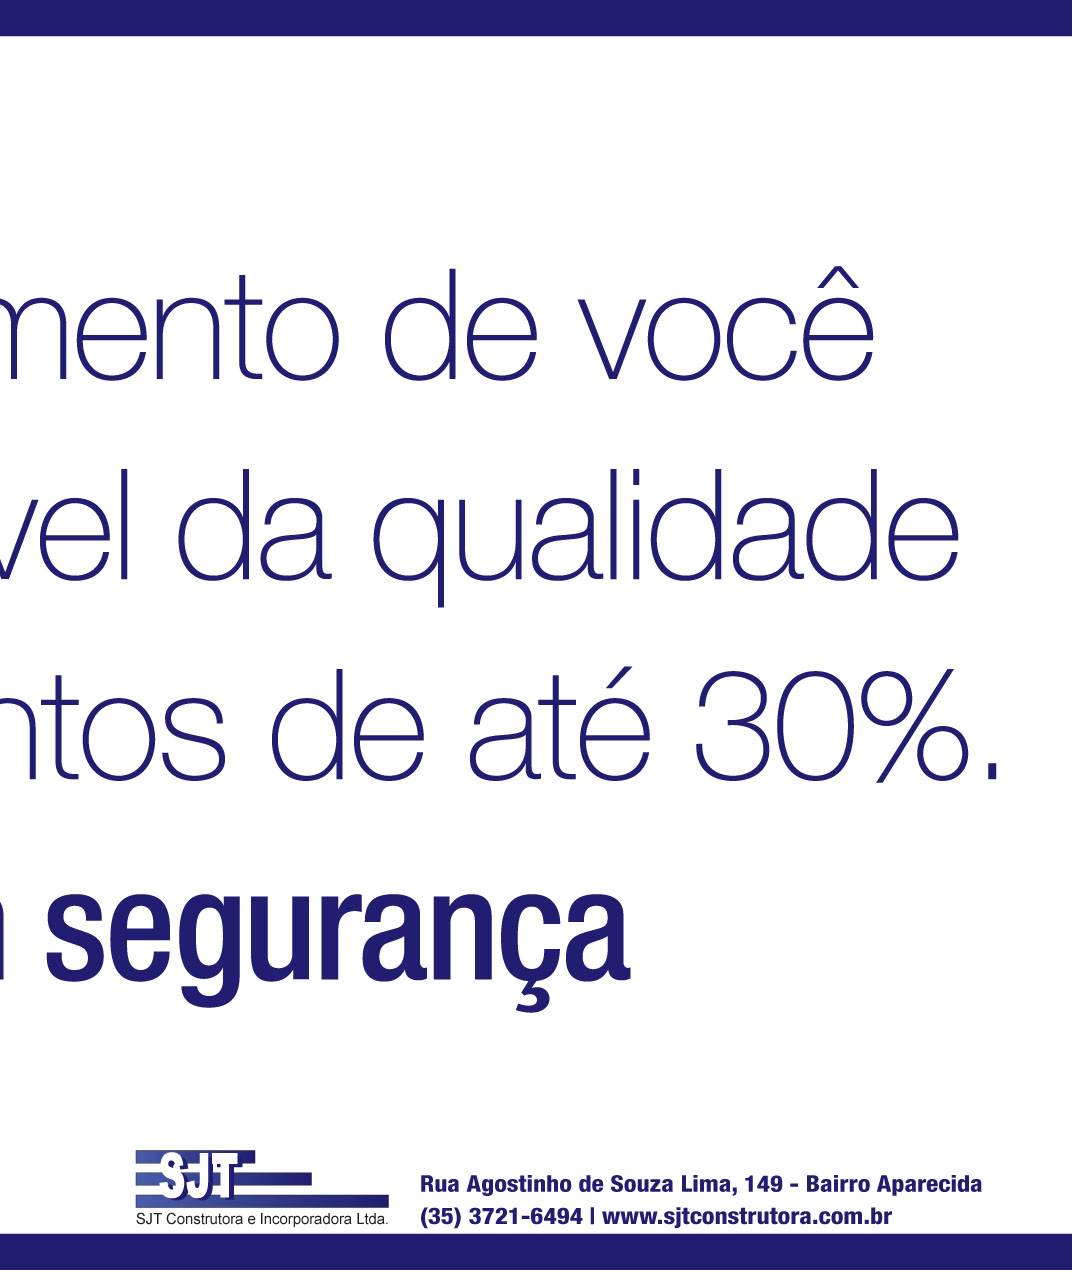 mento de você
vel da qualidade
ntos de até 30%.
segurança
SJT
SJT Construtora e Incorporadora Ltda.
Rua Agostinho de Souza Lima, 149 - Bairro Aparecida
(35) 3721-6494 | www.sjtconstrutora.com.br